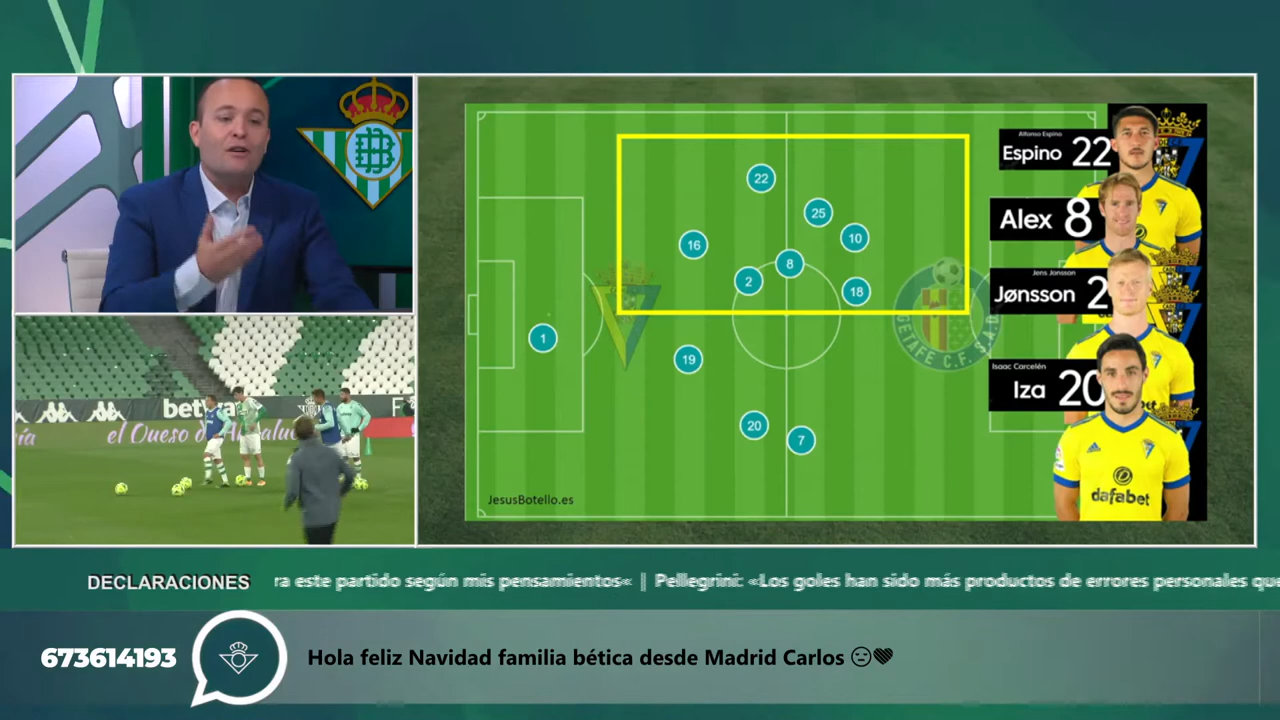 22
25
10
16
8
2
18
1
19
20
7
JesusBotello.es
GETAFE C.F. S.A.D.
Alfonso Espino
Espino 22
Alex 8
Jens Jonsson
Jønsson 2
Isaac Carcelén
Iza 20
dafabet
el Queso de
DECLARACIONES
ra este partido según mis pensamientos« | Pelllegrini: «Los goles han sido más productos de errores personales que
673614193
Hola feliz Navidad familia bética desde Madrid Carlos 😔💜